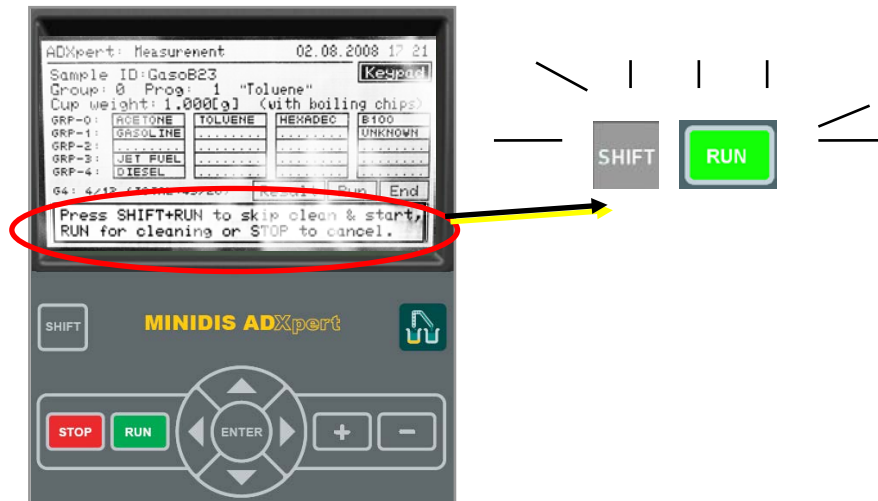 ADXpert: Measurenent 02.08.2008 17 21
Sample ID:GasoB23 Keypad
Group: 0 Prog: 1 "Toluene"
Cup weight: 1.000[g] (with boiling chips)
GRP-0: ACETONE TOLUENE HEXADEC B100
GRP-1: GASOLINE ........ ........ UNKNOWN
GRP-2: ........ ........ ........ ........
GRP-3: JET FUEL ........ ........ ........
GRP-4: DIESEL ........ ........ ........
G4: End
Press SHIFT+RUN to skip clean & start,
RUN for cleaning or STOP to cancel.
SHIFT RUN
SHIFT MINIDIS ADXpert
STOP RUN ENTER + -